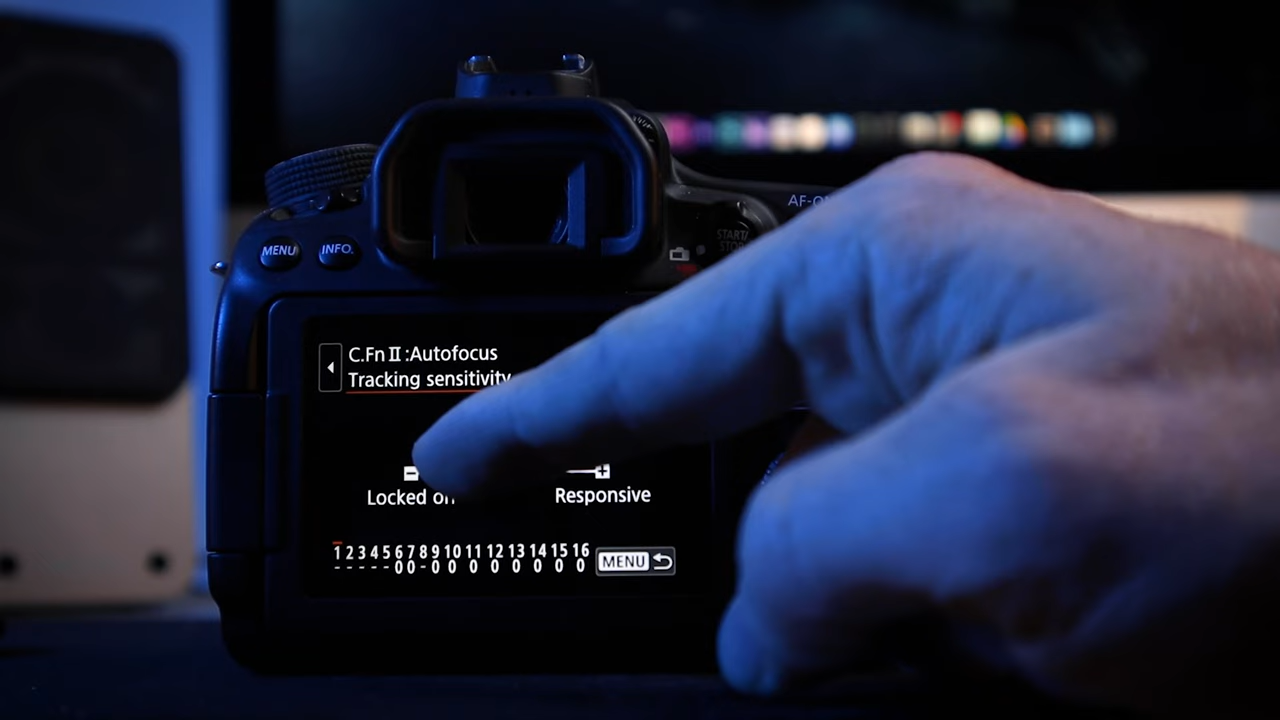 AF-O
START/
STOP
MENU INFO.
C.Fn II :Autofocus
Tracking sensitivity
Locked on
Responsive
1 2 3 4 5 6 7 8 9 10 11 12 13 14 15 16
- - - - - 0 0 - 0 0 0 0 0 0 0 0
MENU